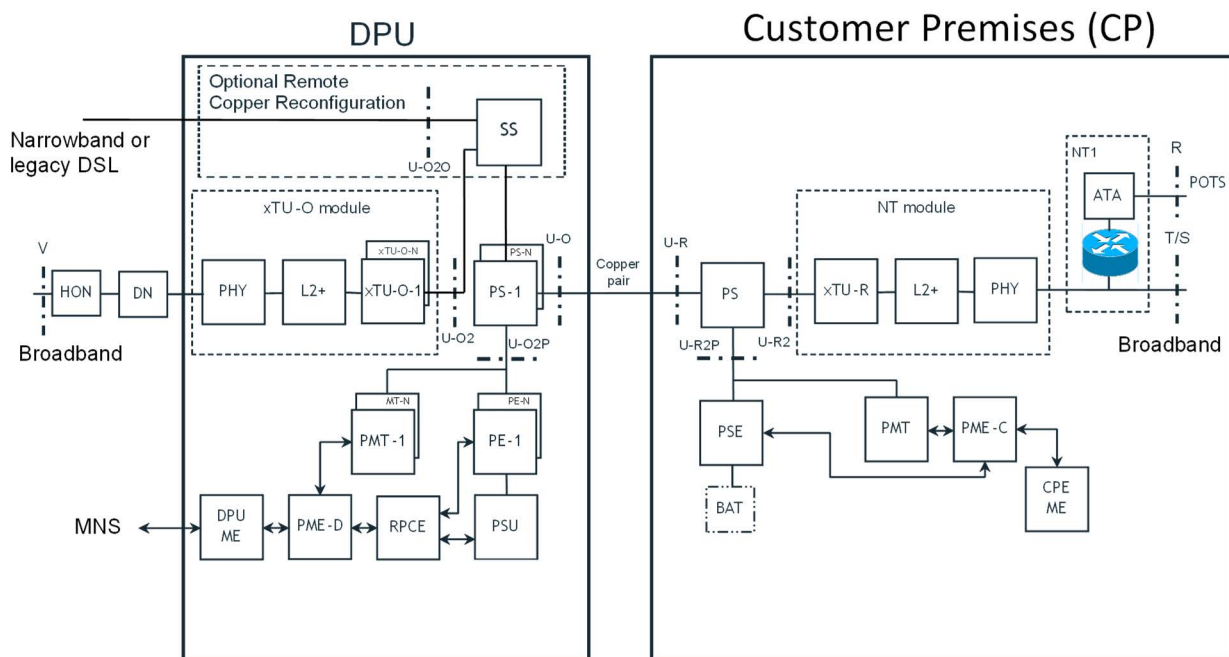 DPU
Customer Premises (CP)
Optional Remote
Copper Reconfiguration
SS
Narrowband or
legacy DSL
U-O2O
NT1
R
ATA
POTS
xTU-O module
NT module
V
xTU-O-N
PS-N
U-O
U-R
T/S
HON
DN
PHY
L2+
xTU-O-1
PS-1
Copper
pair
PS
xTU-R
L2+
PHY
Broadband
U-O2
U-O2P
U-R2P
U-R2
Broadband
MT-N
PE-N
PMT-1
PE-1
PSE
PMT
PME-C
MNS
DPU
ME
PME-D
RPCE
PSU
BAT
CPE
ME